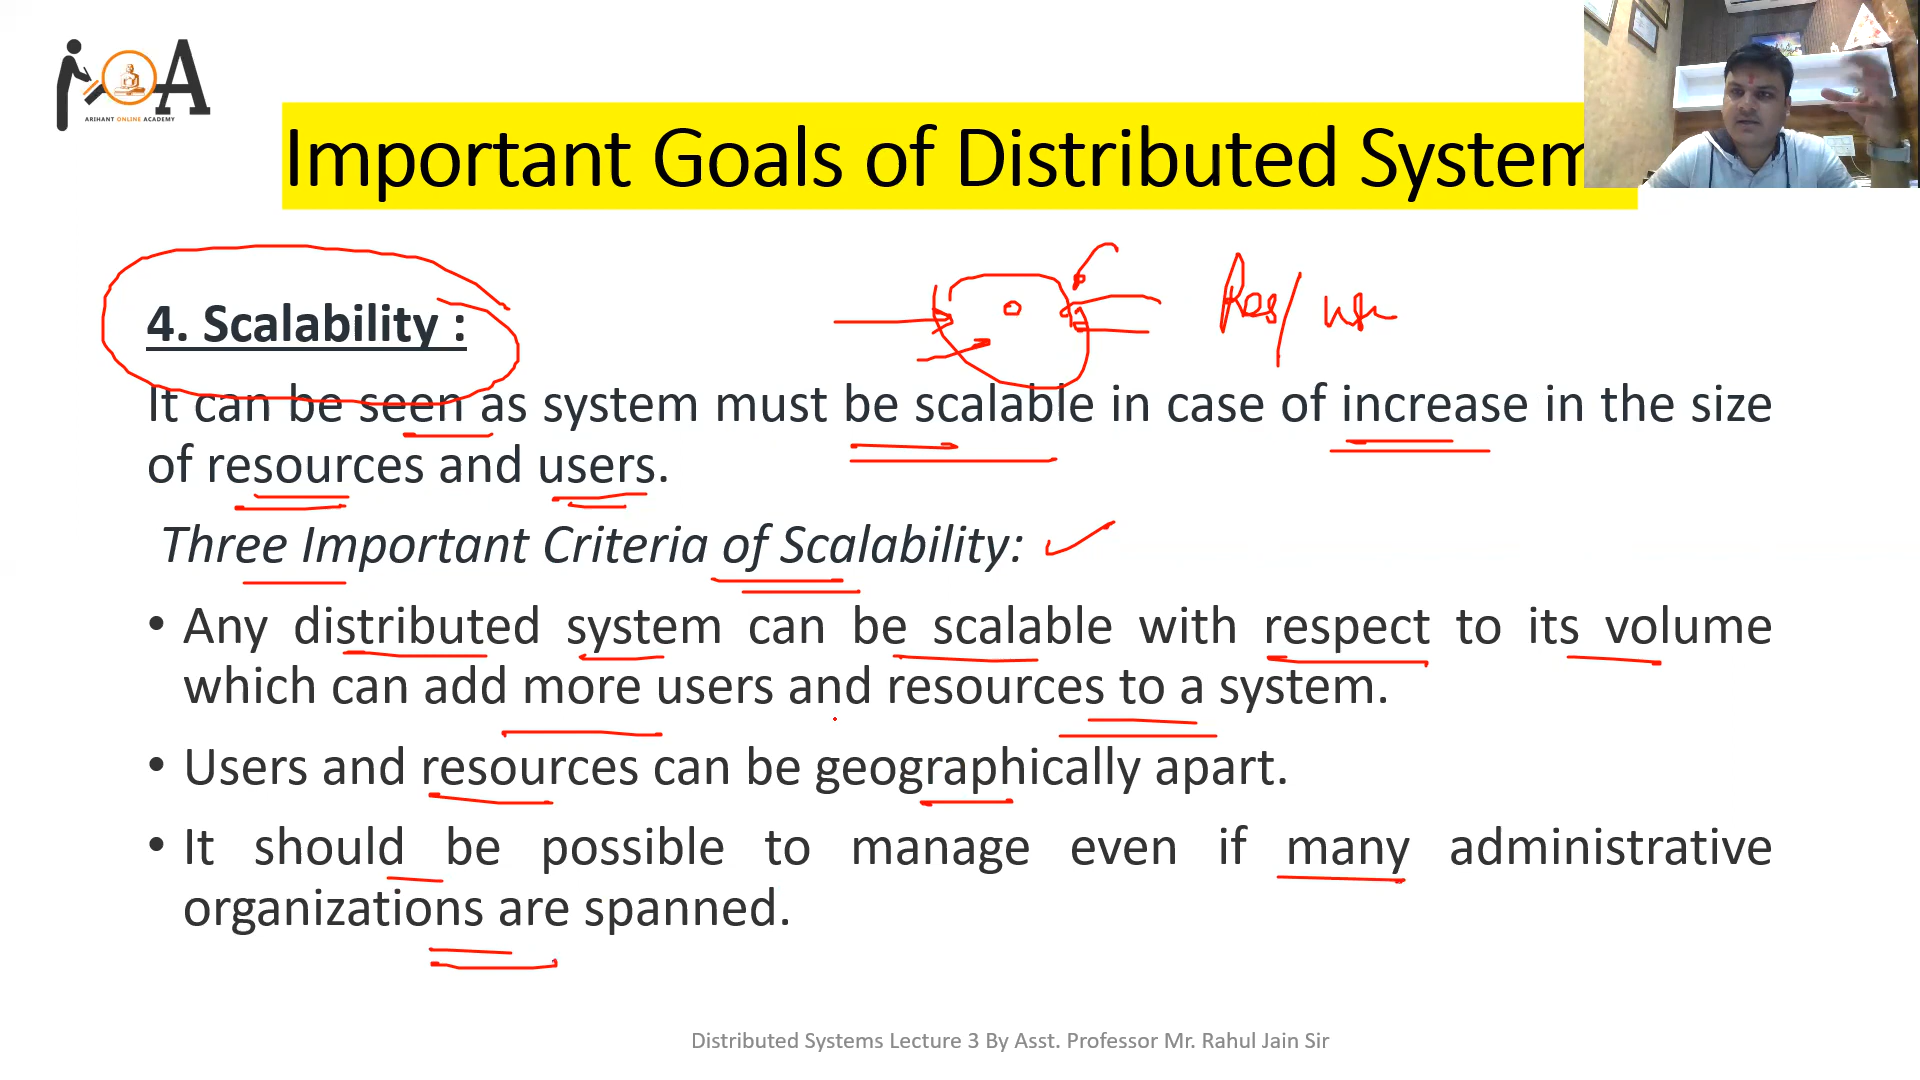 ARIHANT ONLINE ACADEMY
Important Goals of Distributed System
4. Scalability :
Res/
It can be seen as system must be scalable in case of increase in the size
of resources and users.
Three Important Criteria of Scalability:
• Any distributed system can be scalable with respect to its volume
which can add more users and resources to a system.
• Users and resources can be geographically apart.
• It should be possible to manage even if many administrative
organizations are spanned.
Distributed Systems Lecture 3 By Asst. Professor Mr. Rahul Jain Sir